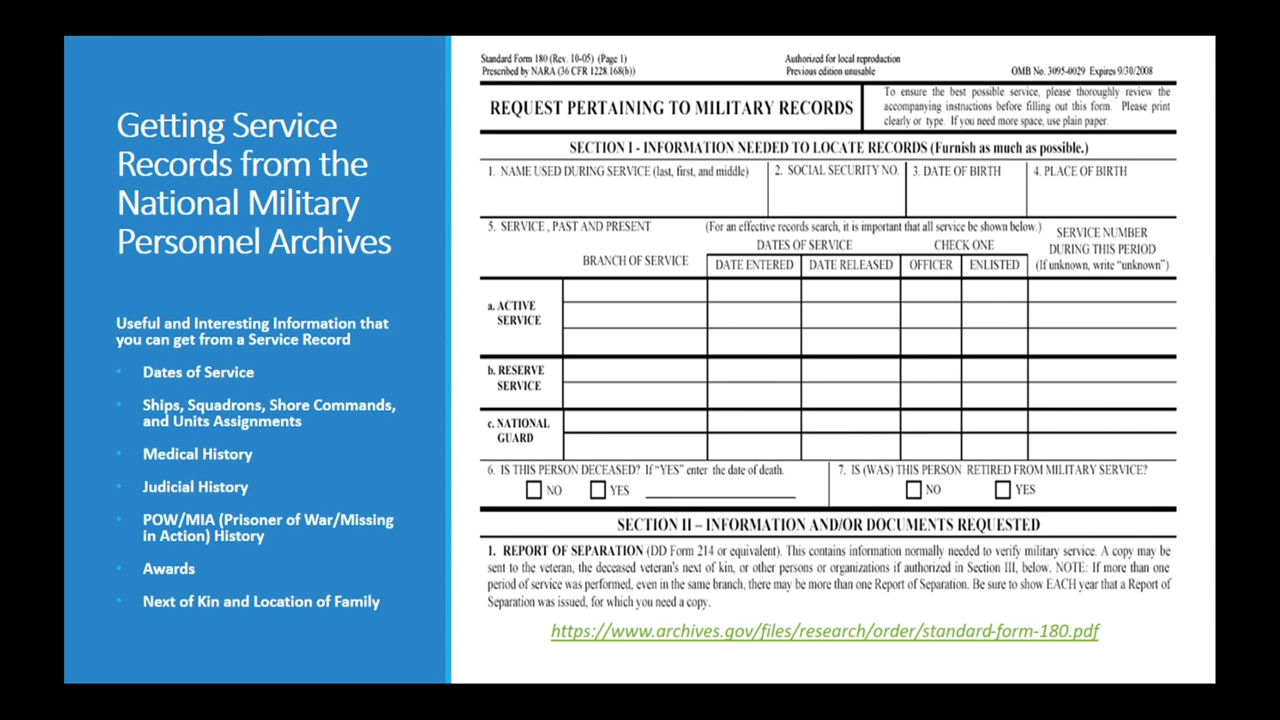 Getting Service
Records from the
National Military
Personnel Archives
Useful and Interesting Information that
you can get from a Service Record
• Dates of Service
• Ships, Squadrons, Shore Commands,
and Units Assignments
• Medical History
• Judicial History
• POW/MIA (Prisoner of War/Missing
in Action) History
• Awards
• Next of Kin and Location of Family
Standard Form 180 (Rev. 10-05) (Page 1)
Prescribed by NARA (36 CFR 1228.168(b))
Authorized for local reproduction
Previous edition unusable
OMB No. 3095-0029 Expires 9/30/2008
REQUEST PERTAINING TO MILITARY RECORDS
To ensure the best possible service, please thoroughly review the
accompanying instructions before filling out this form. Please print
clearly or type. If you need more space, use plain paper.
SECTION I - INFORMATION NEEDED TO LOCATE RECORDS (Furnish as much as possible.)
1. NAME USED DURING SERVICE (last, first, and middle)
2. SOCIAL SECURITY NO.
3. DATE OF BIRTH
4. PLACE OF BIRTH
5. SERVICE , PAST AND PRESENT
(For an effective records search, it is important that all service be shown below.)
BRANCH OF SERVICE
DATES OF SERVICE
DATE ENTERED
DATE RELEASED
CHECK ONE
OFFICER
ENLISTED
SERVICE NUMBER
DURING THIS PERIOD
(If unknown, write “unknown”)
a. ACTIVE
SERVICE
b. RESERVE
SERVICE
c. NATIONAL
GUARD
6. IS THIS PERSON DECEASED? If “YES” enter the date of death.
NO
YES
7. IS (WAS) THIS PERSON RETIRED FROM MILITARY SERVICE?
NO
YES
SECTION II – INFORMATION AND/OR DOCUMENTS REQUESTED
1. REPORT OF SEPARATION (DD Form 214 or equivalent). This contains information normally needed to verify military service. A copy may be
sent to the veteran, the deceased veteran's next of kin, or other persons or organizations if authorized in Section III, below. NOTE: If more than one
period of service was performed, even in the same branch, there may be more than one Report of Separation. Be sure to show EACH year that a Report of
Separation was issued, for which you need a copy.
https://www.archives.gov/files/research/order/standard-form-180.pdf